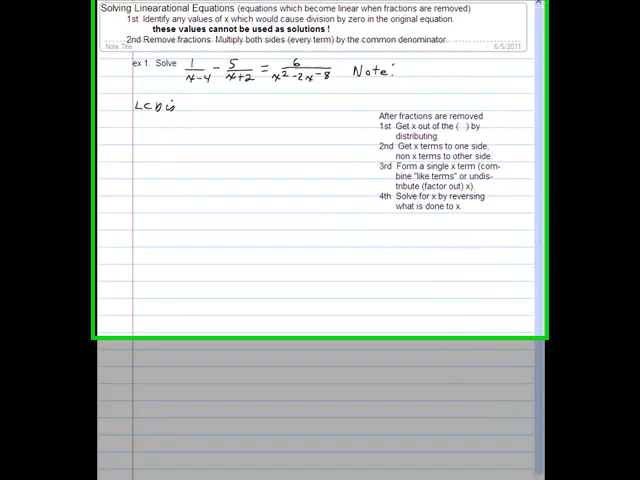 Solving Linearational Equations (equations which become linear when fractions are removed)
1st Identify any values of x which would cause division by zero in the original equation.
these values cannot be used as solutions !
2nd Remove fractions. Multiply both sides (every term) by the common denominator.
Note Title
6/5/2011
ex 1. Solve 1/(x-4) - 5/(x+2) = 6/(x²-2x-8) Note:
LCD is
After fractions are removed
1st Get x out of the ( ) by
distributing.
2nd Get x terms to one side,
non x terms to other side.
3rd Form a single x term (com-
bine "like terms" or undis-
tribute (factor out) x)
4th Solve for x by reversing
what is done to x.